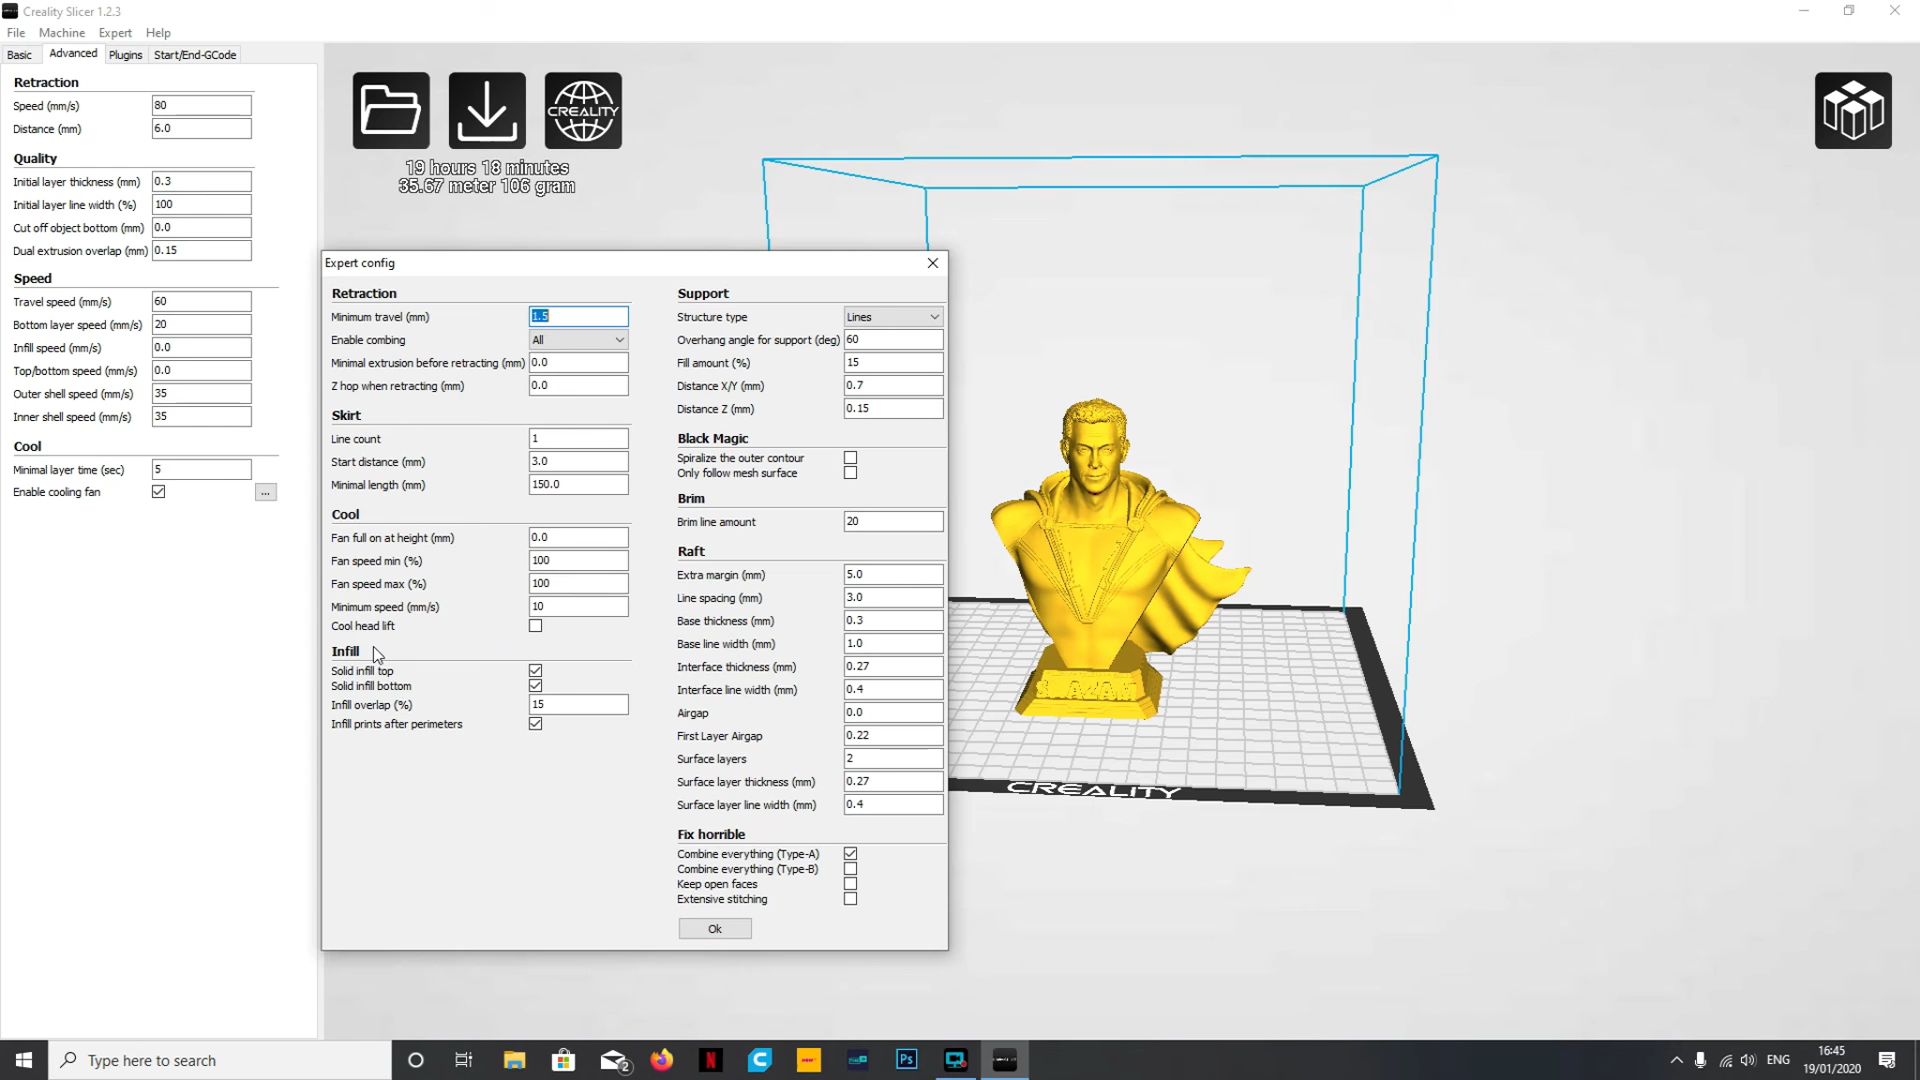 Creality Slicer 1.2.3
File Machine Expert Help
Basic Advanced Plugins Start/End-GCode
Retraction
Speed (mm/s) 80
Distance (mm) 6.0
Quality
Initial layer thickness (mm) 0.3
Initial layer line width (%) 100
Cut off object bottom (mm) 0.0
Dual extrusion overlap (mm) 0.15
Speed
Travel speed (mm/s) 60
Bottom layer speed (mm/s) 20
Infill speed (mm/s) 0.0
Top/bottom speed (mm/s) 0.0
Outer shell speed (mm/s) 35
Inner shell speed (mm/s) 35
Cool
Minimal layer time (sec) 5
Enable cooling fan ...
CREALITY
19 hours 18 minutes
35.67 meter 106 gram
Expert config
Retraction
Minimum travel (mm) 1.5
Enable combing All
Minimal extrusion before retracting (mm) 0.0
Z hop when retracting (mm) 0.0
Skirt
Line count 1
Start distance (mm) 3.0
Minimal length (mm) 150.0
Cool
Fan full on at height (mm) 0.0
Fan speed min (%) 100
Fan speed max (%) 100
Minimum speed (mm/s) 10
Cool head lift
Infill
Solid infill top
Solid infill bottom
Infill overlap (%) 15
Infill prints after perimeters
Support
Structure type Lines
Overhang angle for support (deg) 60
Fill amount (%) 15
Distance X/Y (mm) 0.7
Distance Z (mm) 0.15
Black Magic
Spiralize the outer contour
Only follow mesh surface
Brim
Brim line amount 20
Raft
Extra margin (mm) 5.0
Line spacing (mm) 3.0
Base thickness (mm) 0.3
Base line width (mm) 1.0
Interface thickness (mm) 0.27
Interface line width (mm) 0.4
Airgap 0.0
First Layer Airgap 0.22
Surface layers 2
Surface layer thickness (mm) 0.27
Surface layer line width (mm) 0.4
Fix horrible
Combine everything (Type-A)
Combine everything (Type-B)
Keep open faces
Extensive stitching
Ok
SHAZAM
CREALITY
Type here to search
2
N
Ps
ENG
16:45
19/01/2020